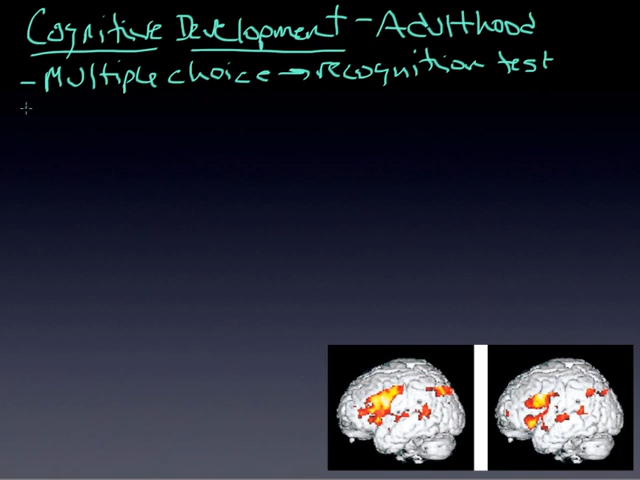 Cognitive Development - Adulthood
- Multiple choice → recognition test